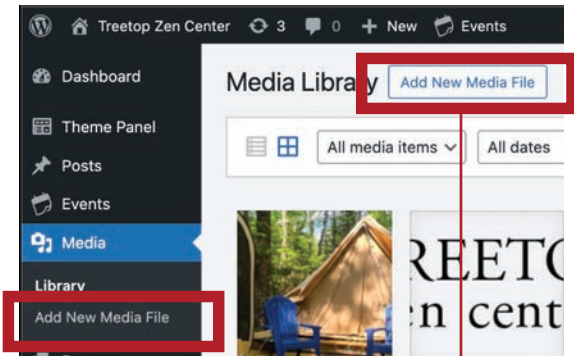 Treetop Zen Center 3 0 + New Events
Dashboard
Media Library Add New Media File
Theme Panel
All media items All dates
Posts
Events
Media
REETO
en cent
Library
Add New Media File